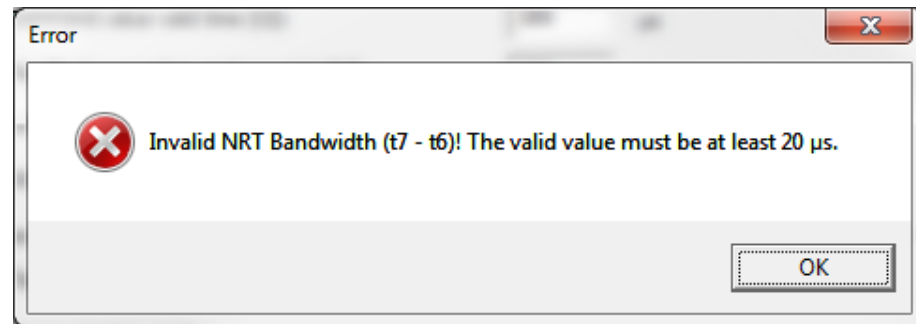 Error
Invalid NRT Bandwidth (t7 - t6)! The valid value must be at least 20 µs.
OK